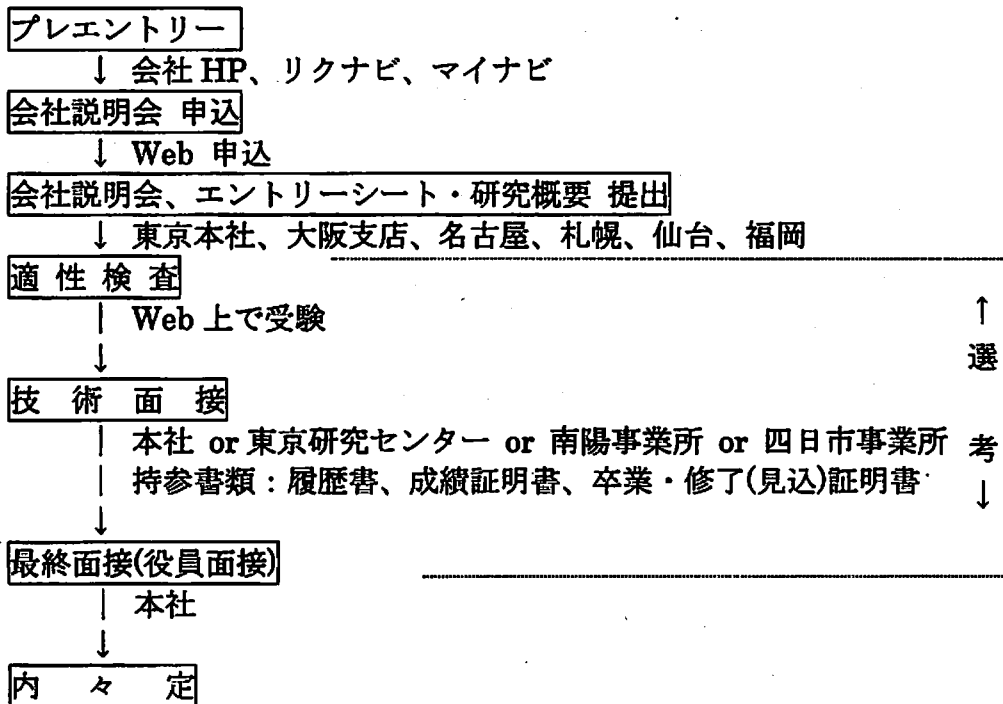 プレエントリー
↓ 会社 HP、リクナビ、マイナビ
会社説明会 申込
↓ Web 申込
会社説明会、エントリーシート・研究概要 提出
↓ 東京本社、大阪支店、名古屋、札幌、仙台、福岡
適 性 検 査
Web 上で受験 ↑
↓ 選
技 術 面 接
本社 or 東京研究センター or 南陽事業所 or 四日市事業所 考
持参書類:履歴書、成績証明書、卒業・修了(見込)証明書 ↓
↓
最終面接(役員面接)
本社
↓
内 々 定